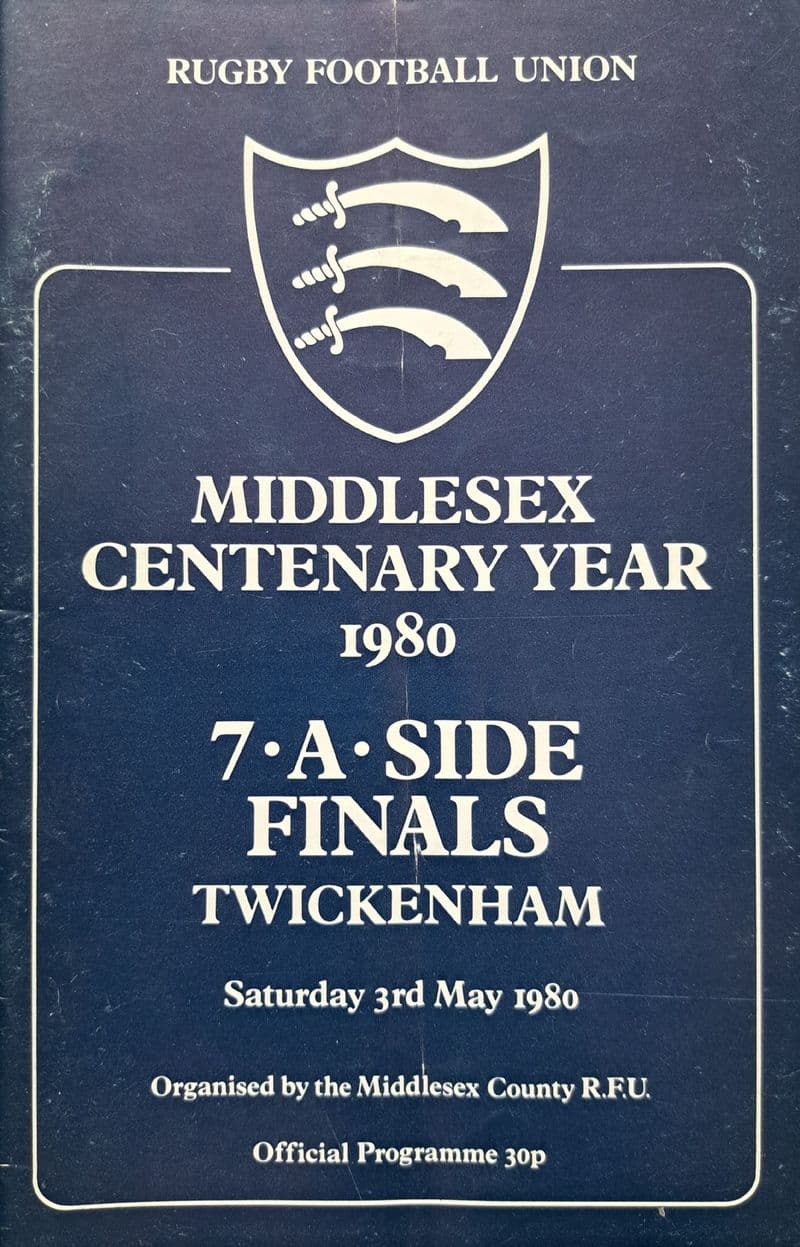 RUGBY FOOTBALL UNION
MIDDLESEX
CENTENARY YEAR
1980
7·A·SIDE
FINALS
TWICKENHAM
Saturday 3rd May 1980
Organised by the Middlesex County R.F.U.
Official Programme 30p